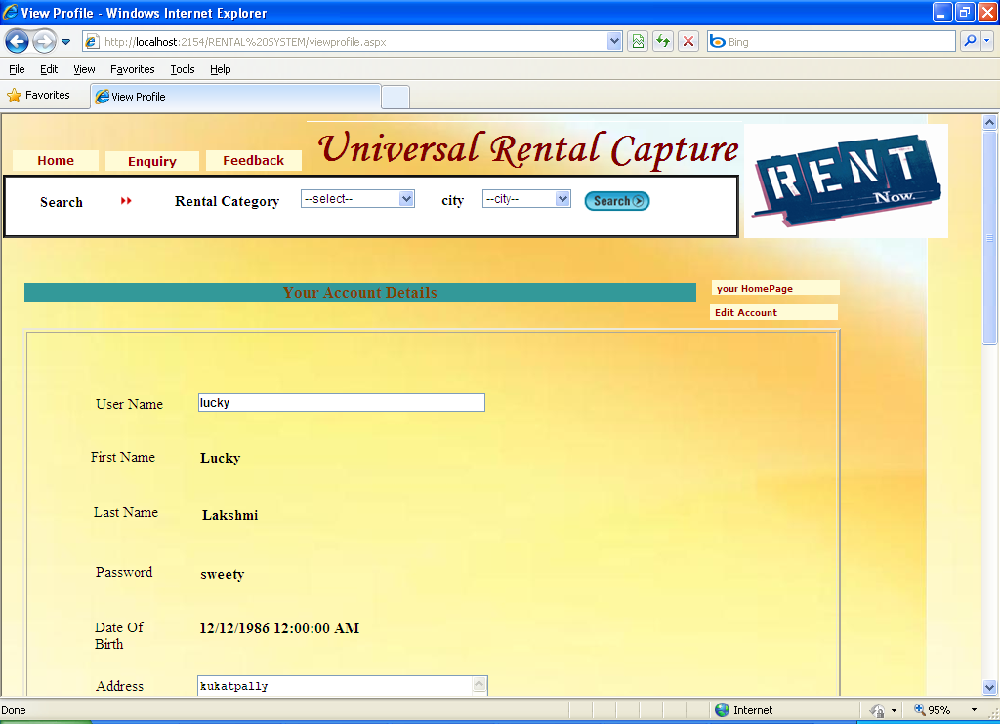 View Profile - Windows Internet Explorer
http://localhost:2154/RENTAL%20SYSTEM/viewprofile.aspx
Bing
File Edit View Favorites Tools Help
Favorites View Profile
Universal Rental Capture
Home Enquiry Feedback
RENT
Now.
Search Rental Category --select-- city --city-- Search
Your Account Details
your HomePage
Edit Account
User Name lucky
First Name Lucky
Last Name Lakshmi
Password sweety
Date Of
Birth
12/12/1986 12:00:00 AM
Address kukatpally
Done Internet 95%